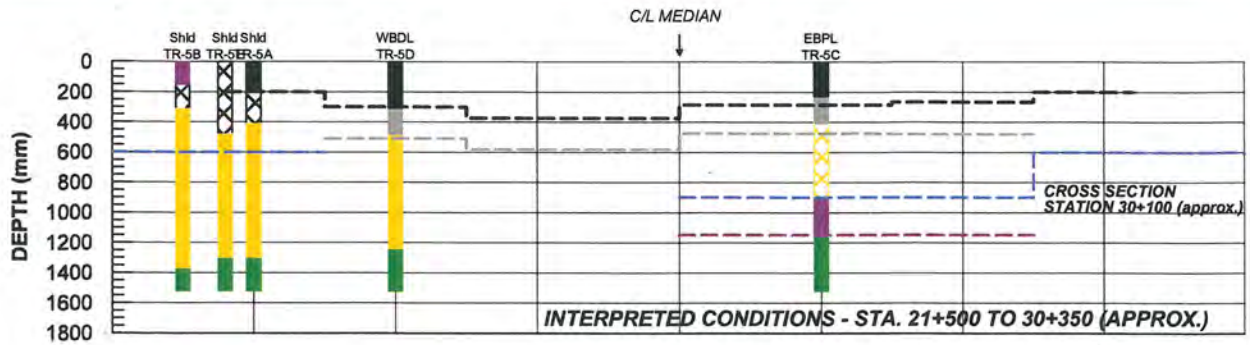 C/L MEDIAN
Shld Shld Shld WBDL EBPL
TR-5B TR-5E TR-5A TR-5D TR-5C
0
200
400
600
800
1000
1200
1400
1600
1800
DEPTH (mm)
CROSS SECTION
STATION 30+100 (approx.)
INTERPRETED CONDITIONS - STA. 21+500 TO 30+350 (APPROX.)